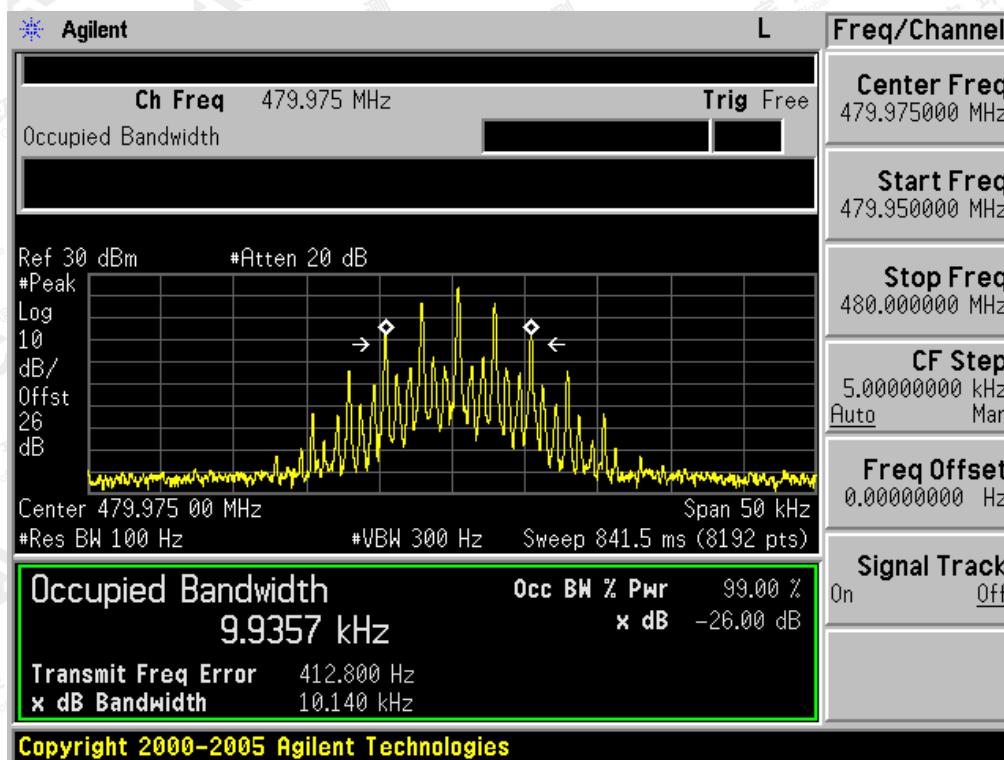 Agilent
L
Freq/Channel
Ch Freq 479.975 MHz
Trig Free
Occupied Bandwidth
Center Freq
479.975000 MHz
Start Freq
479.950000 MHz
Stop Freq
480.000000 MHz
CF Step
5.00000000 kHz
Auto Man
Freq Offset
0.00000000 Hz
Signal Track
On Off
Ref 30 dBm #Atten 20 dB
#Peak
Log
10
dB/
Offst
26
dB
Center 479.975 00 MHz Span 50 kHz
#Res BW 100 Hz #VBW 300 Hz Sweep 841.5 ms (8192 pts)
Occupied Bandwidth
9.9357 kHz
Occ BW % Pwr 99.00 %
x dB -26.00 dB
Transmit Freq Error 412.800 Hz
x dB Bandwidth 10.140 kHz
Copyright 2000-2005 Agilent Technologies